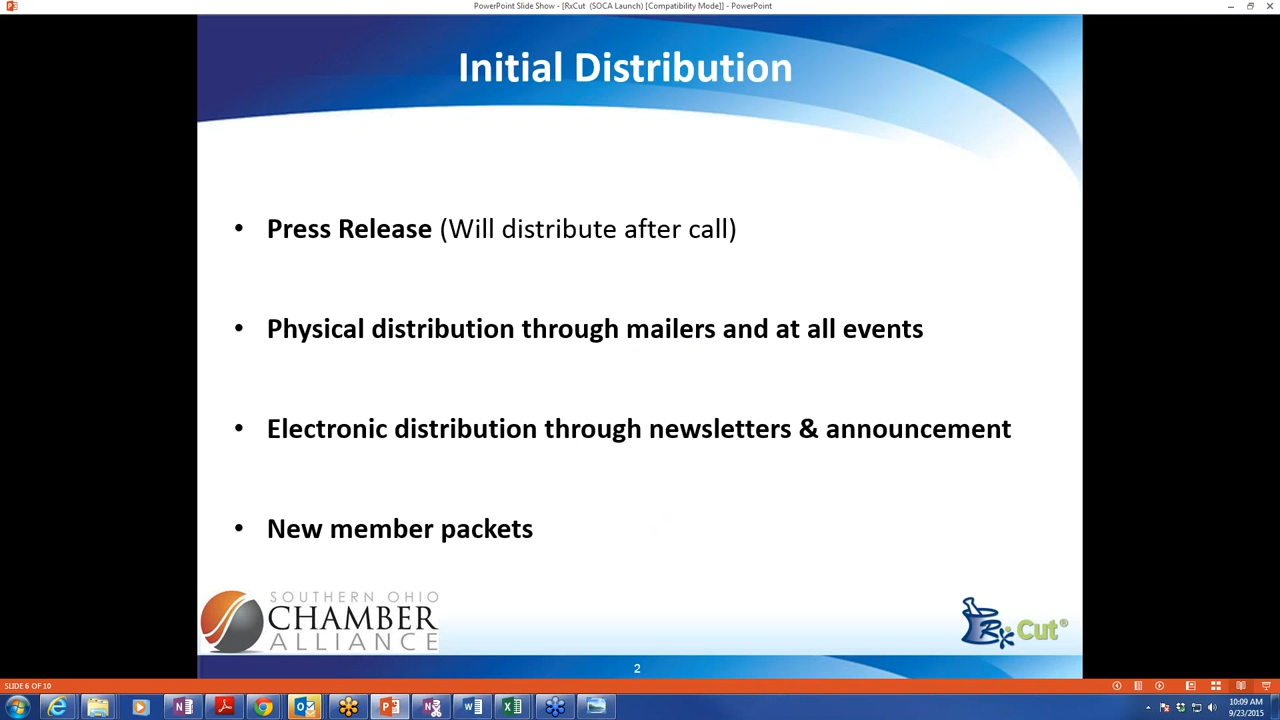 PowerPoint Slide Show - [RxCut (SOCA Launch) [Compatibility Mode]] - PowerPoint
Initial Distribution
• Press Release (Will distribute after call)
• Physical distribution through mailers and at all events
• Electronic distribution through newsletters & announcement
• New member packets
SOUTHERN OHIO
CHAMBER
ALLIANCE
Rx Cut®
2
SLIDE 6 OF 10
10:09 AM
9/23/2015